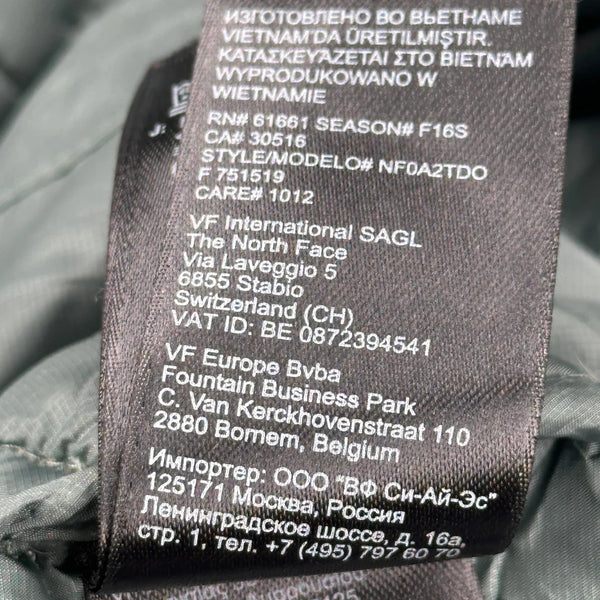 ИЗГОТОВЛЕНО ВО ВЬЕТНАМЕ
VIETNAM'DA ÜRETILMIŞTIR.
ΚΑΤΑΣΚΕΥΆΖΕΤΑΙ ΣΤΟ ΒΙΕΤΝΆΜ
WYPRODUKOWANO W
WIETNAMIE
RN# 61661 SEASON# F16S
CA# 30516
STYLE/MODELO# NF0A2TDO
F 751519
CARE# 1012
VF International SAGL
The North Face
Via Laveggio 5
6855 Stabio
Switzerland (CH)
VAT ID: BE 0872394541
VF Europe Bvba
Fountain Business Park
C. Van Kerckhovenstraat 110
2880 Bornem, Belgium
Импортер: ООО "ВФ Си-Ай-Эс"
125171 Москва, Россия
Ленинградское шоссе, д. 16а,
стр. 1, тел. +7 (495) 797 60 70